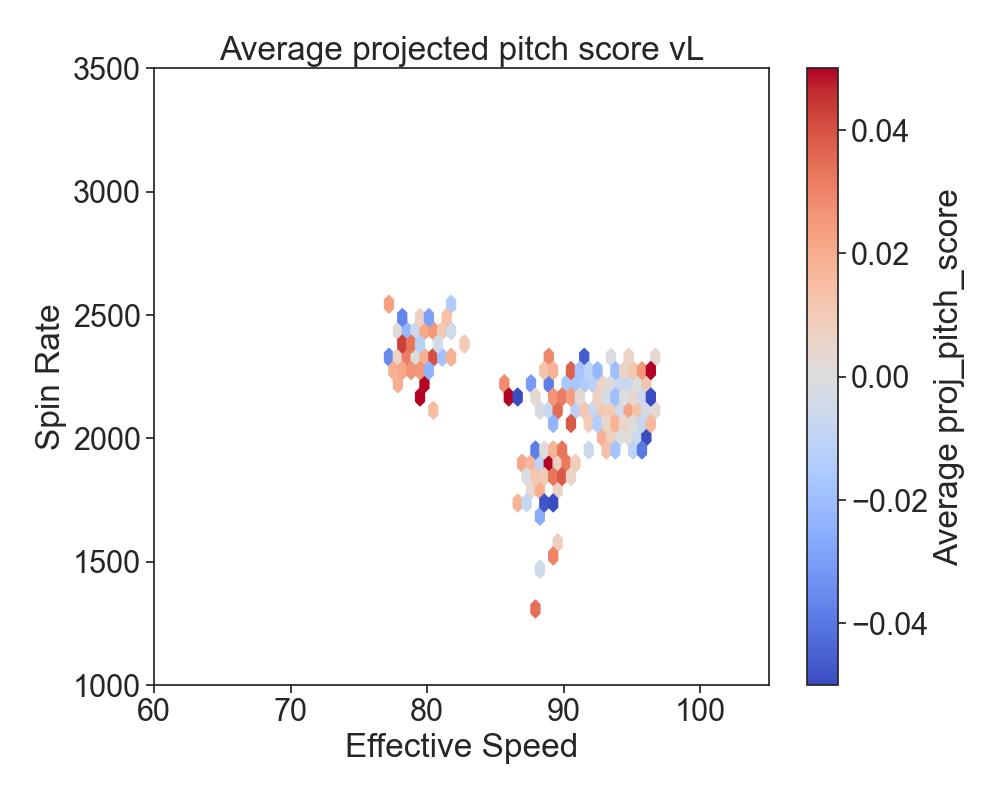 Average projected pitch score vL
3500
3000
2500
2000
1500
1000
Spin Rate
60 70 80 90 100
Effective Speed
0.04
0.02
0.00
−0.02
−0.04
Average proj_pitch_score